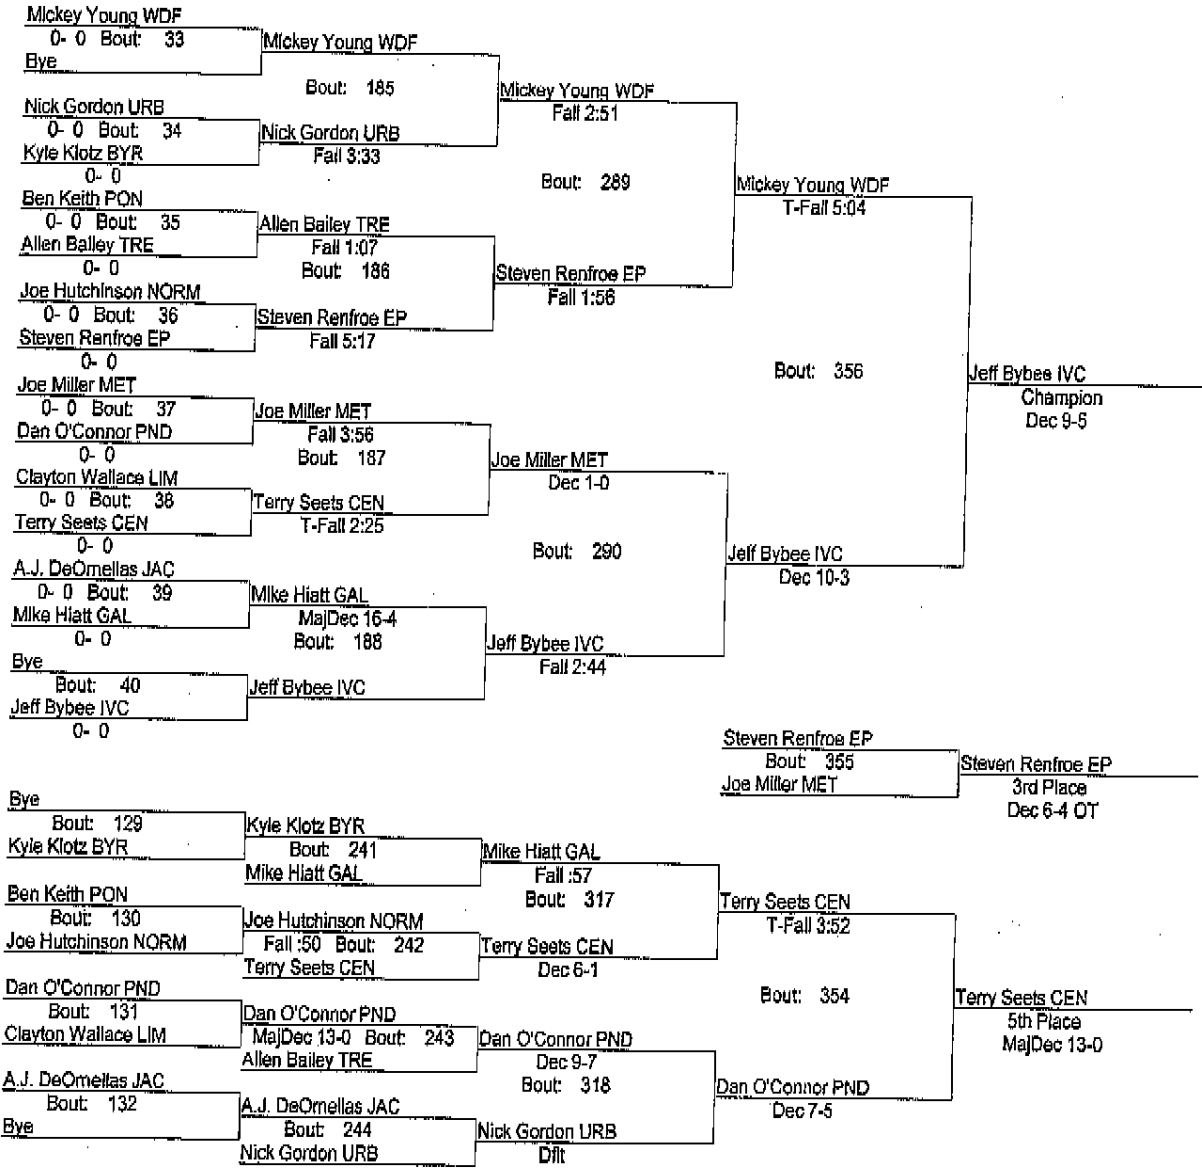 Mickey Young WDF
0- 0 Bout: 33
Bye
Mickey Young WDF
Bout: 185
Nick Gordon URB
0- 0 Bout: 34
Kyle Klotz BYR
0- 0
Nick Gordon URB
Fall 3:33
Mickey Young WDF
Fall 2:51
Bout: 289
Ben Keith PON
0- 0 Bout: 35
Allen Bailey TRE
0- 0
Allen Bailey TRE
Fall 1:07
Bout: 186
Joe Hutchinson NORM
0- 0 Bout: 36
Steven Renfroe EP
0- 0
Steven Renfroe EP
Fall 5:17
Steven Renfroe EP
Fall 1:56
Mickey Young WDF
T-Fall 5:04
Bout: 356
Joe Miller MET
0- 0 Bout: 37
Dan O'Connor PND
0- 0
Joe Miller MET
Fall 3:56
Bout: 187
Clayton Wallace LIM
0- 0 Bout: 38
Terry Seets CEN
0- 0
Terry Seets CEN
T-Fall 2:25
Joe Miller MET
Dec 1-0
Bout: 290
A.J. DeOrnellas JAC
0- 0 Bout: 39
Mike Hiatt GAL
0- 0
Mike Hiatt GAL
MajDec 16-4
Bout: 188
Bye
Bout: 40
Jeff Bybee IVC
0- 0
Jeff Bybee IVC
Jeff Bybee IVC
Fall 2:44
Jeff Bybee IVC
Dec 10-3
Jeff Bybee IVC
Champion
Dec 9-5
Steven Renfroe EP
Bout: 355
Joe Miller MET
Steven Renfroe EP
3rd Place
Dec 6-4 OT
Bye
Bout: 129
Kyle Klotz BYR
Kyle Klotz BYR
Bout: 241
Mike Hiatt GAL
Mike Hiatt GAL
Fall :57
Bout: 317
Ben Keith PON
Bout: 130
Joe Hutchinson NORM
Joe Hutchinson NORM
Fall :50 Bout: 242
Terry Seets CEN
Terry Seets CEN
Dec 6-1
Terry Seets CEN
T-Fall 3:52
Bout: 354
Dan O'Connor PND
Bout: 131
Clayton Wallace LIM
Dan O'Connor PND
MajDec 13-0 Bout: 243
Allen Bailey TRE
Dan O'Connor PND
Dec 9-7
Bout: 318
A.J. DeOrnellas JAC
Bout: 132
Bye
A.J. DeOrnellas JAC
Bout: 244
Nick Gordon URB
Nick Gordon URB
Dflt
Dan O'Connor PND
Dec 7-5
Terry Seets CEN
5th Place
MajDec 13-0